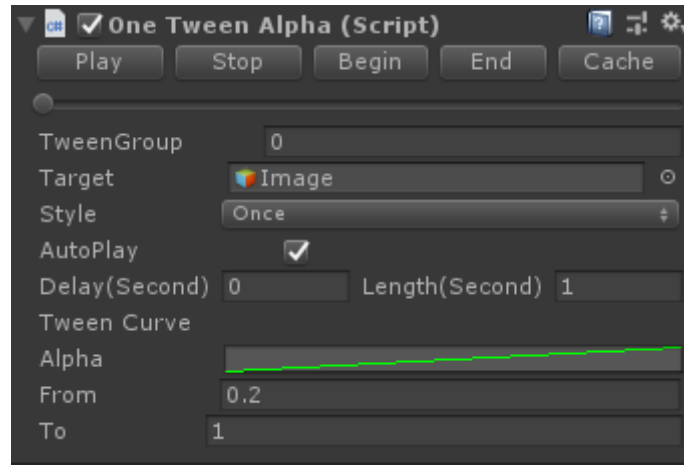 One Tween Alpha (Script)
Play Stop Begin End Cache
TweenGroup 0
Target Image
Style Once
AutoPlay
Delay(Second) 0 Length(Second) 1
Tween Curve
Alpha
From 0.2
To 1